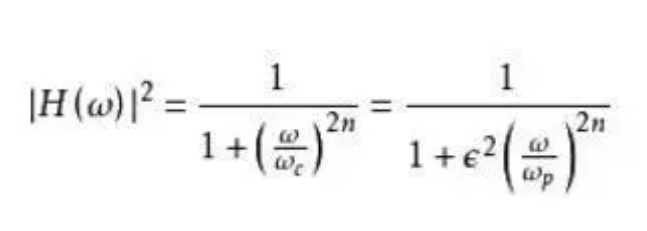 |H(ω)|² = 1 / (1 + (ω/ω_c)^{2n}) = 1 / (1 + ϵ² (ω/ω_p)^{2n})